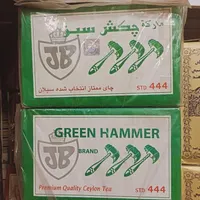 مارکه چکش سبز
JB
STD. 444
چای ممتاز انتخاب شده سیلان
GREEN HAMMER
JB
BRAND
STD. 444
Premium Quality Ceylon Tea